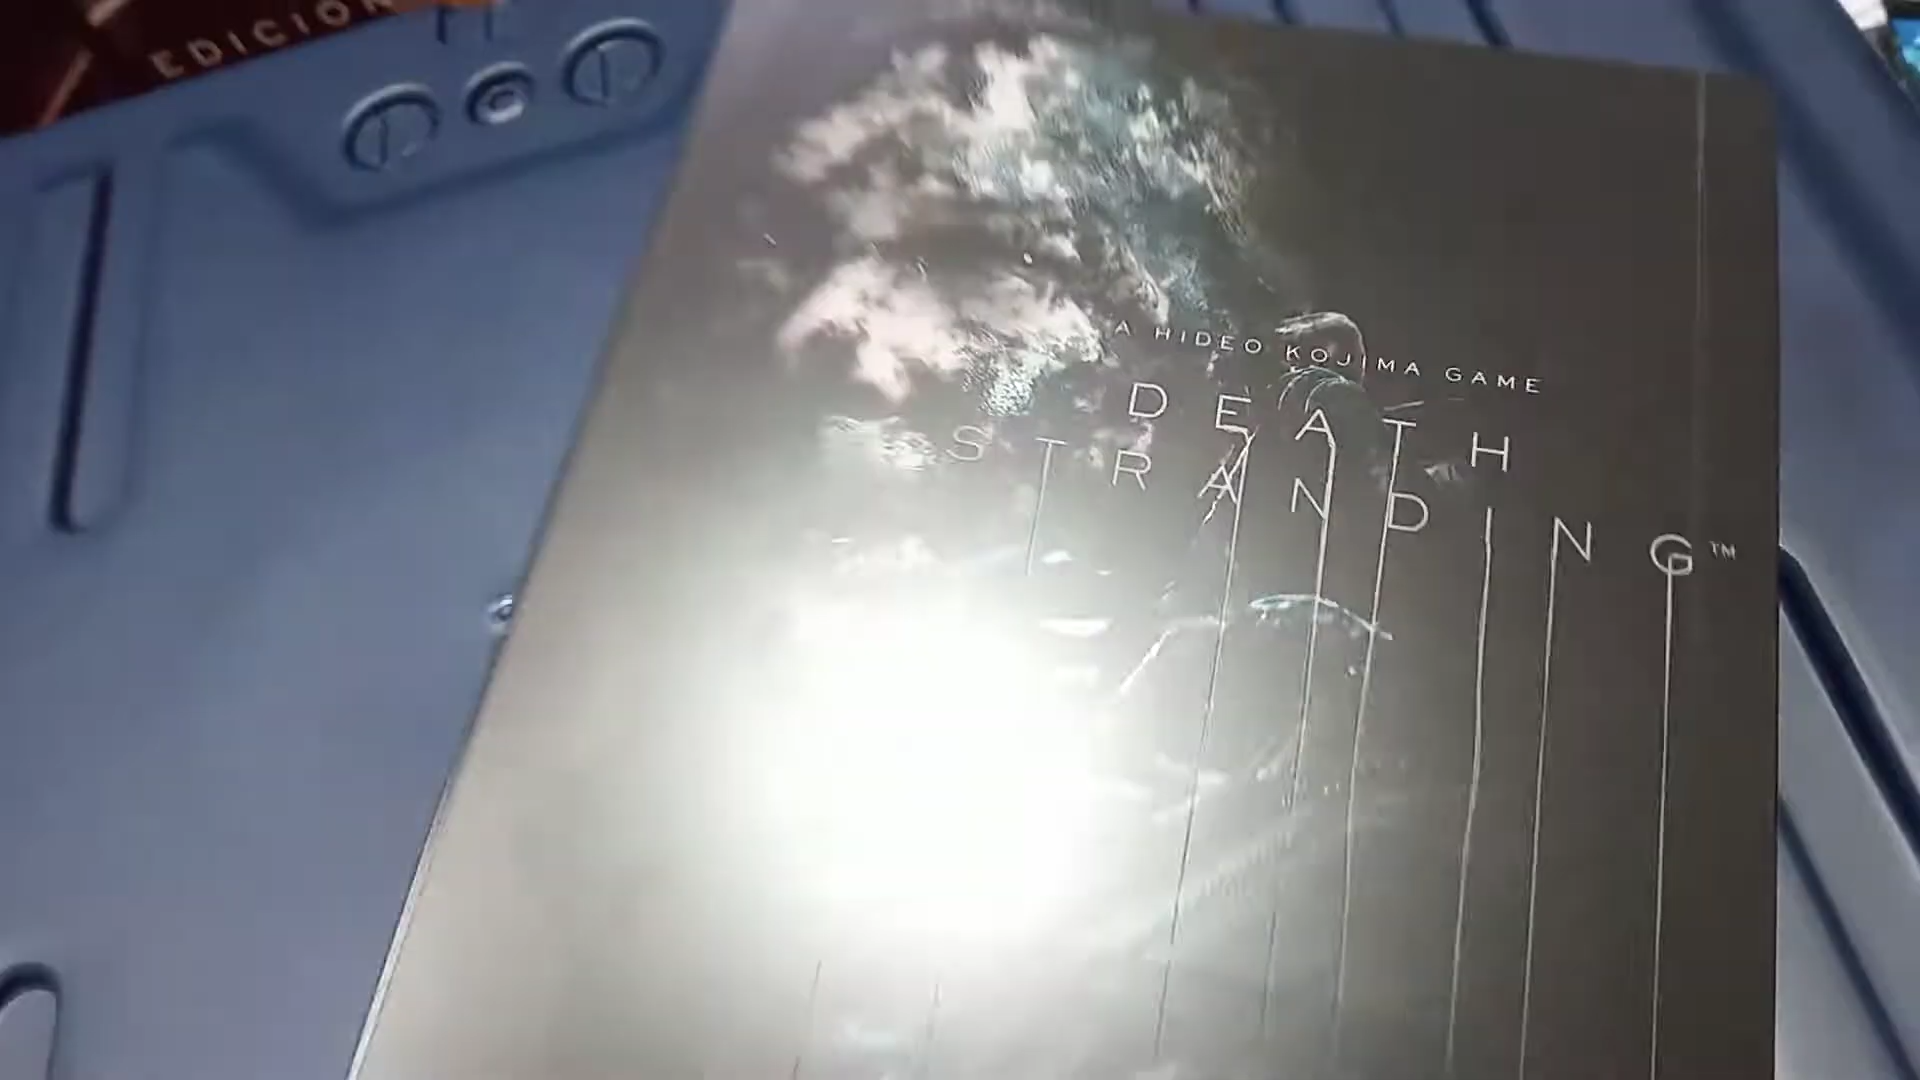 EDICIÓN
A HIDEO KOJIMA GAME
DEATH
STRANDING™